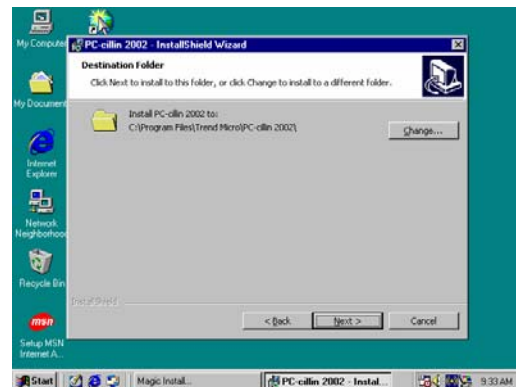 My Computer
PC-cillin 2002 - InstallShield Wizard
Destination Folder
Click Next to install to this folder, or click Change to install to a different folder.
My Document
Install PC-cillin 2002 to:
C:\Program Files\Trend Micro\PC-cillin 2002\
Change...
Internet
Explorer
Network
Neighborhood
Recycle Bin
InstallShield
< Back
Next >
Cancel
msn
Setup MSN
Internet A...
Start
Magic Install...
PC-cillin 2002 - Instal...
9:33 AM